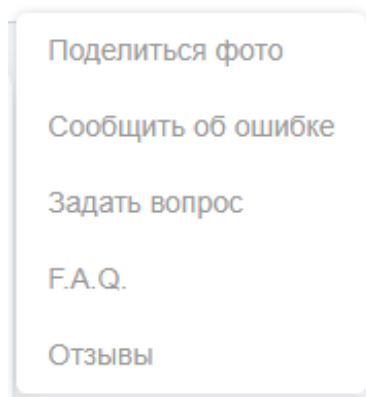 Поделиться фото
Сообщить об ошибке
Задать вопрос
F.A.Q.
Отзывы